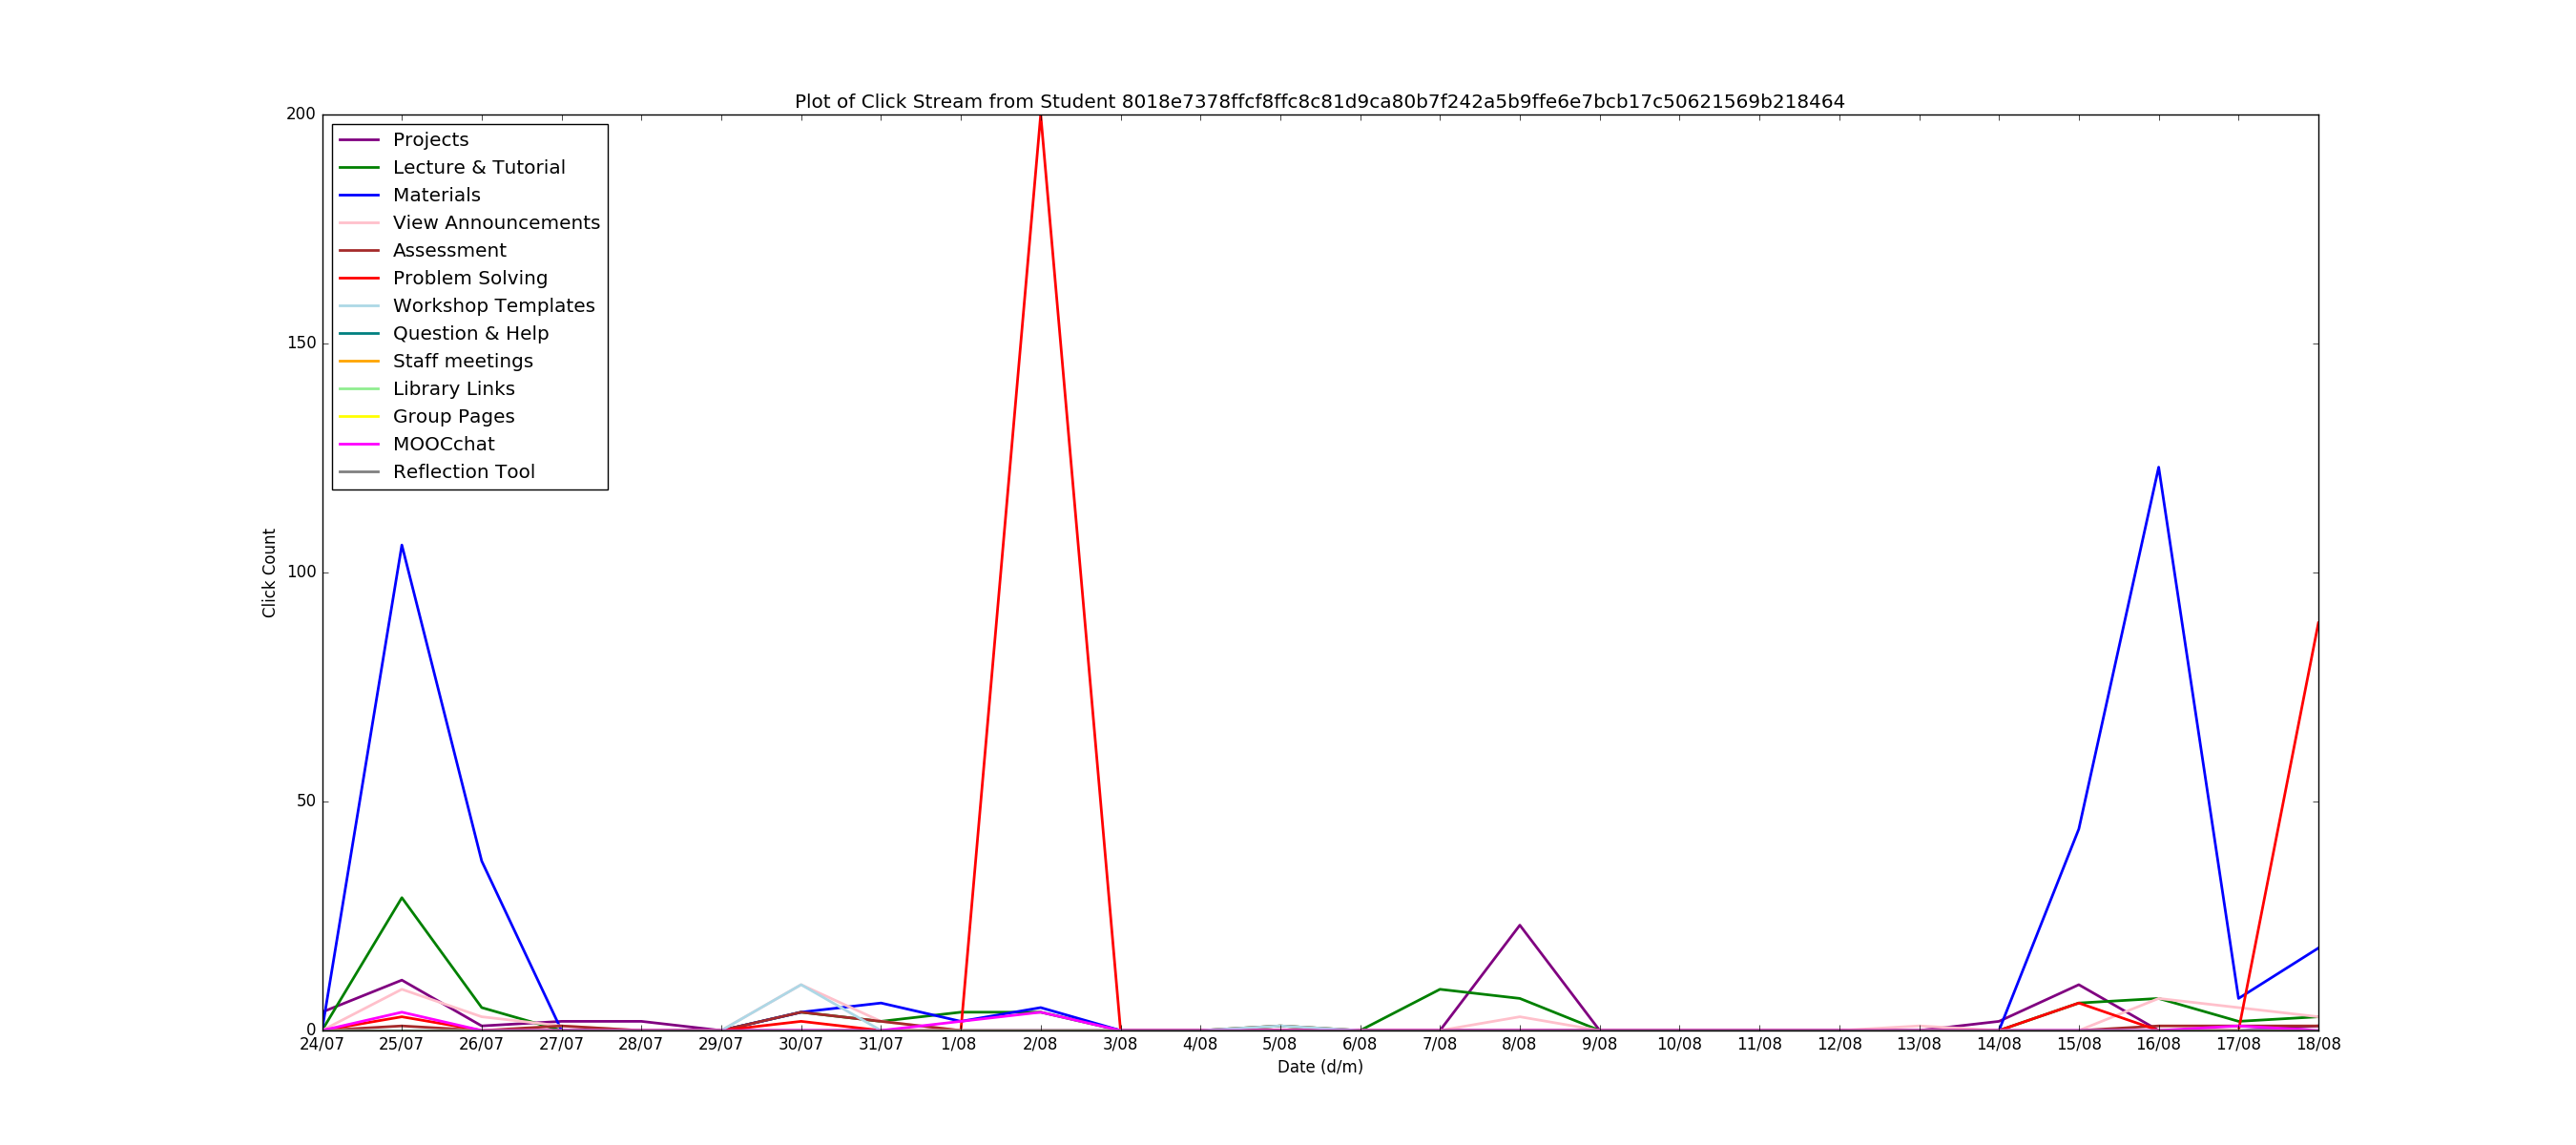 Plot of Click Stream from Student 8018e7378ffcf8ffc8c81d9ca80b7f242a5b9ffe6e7bcb17c50621569b218464
200
150
100
50
0
Click Count
Projects
Lecture & Tutorial
Materials
View Announcements
Assessment
Problem Solving
Workshop Templates
Question & Help
Staff meetings
Library Links
Group Pages
MOOCchat
Reflection Tool
24/07 25/07 26/07 27/07 28/07 29/07 30/07 31/07 1/08 2/08 3/08 4/08 5/08 6/08 7/08 8/08 9/08 10/08 11/08 12/08 13/08 14/08 15/08 16/08 17/08 18/08
Date (d/m)